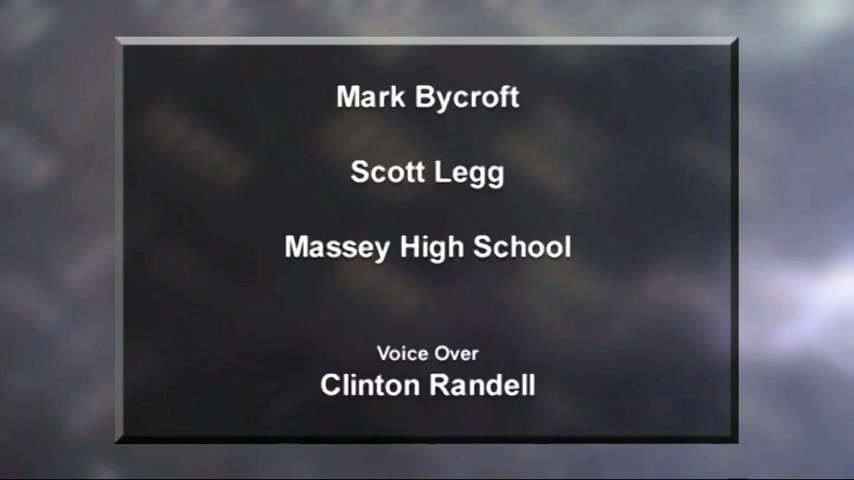 Mark Bycroft
Scott Legg
Massey High School
Voice Over
Clinton Randell